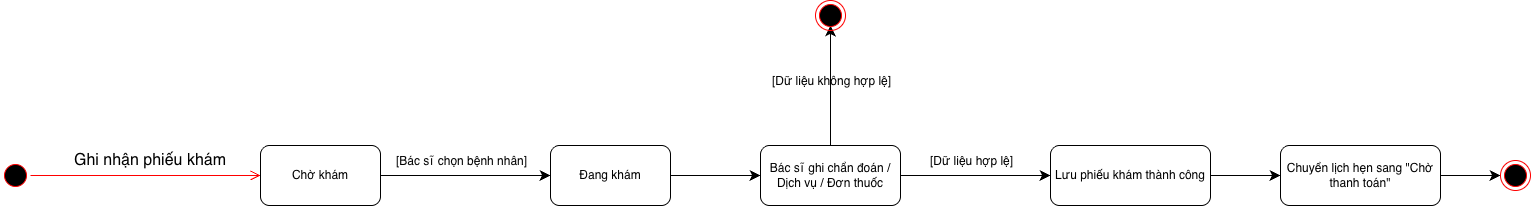 [Dữ liệu không hợp lệ]
Ghi nhận phiếu khám
Chờ khám
[Bác sĩ chọn bệnh nhân]
Đang khám
Bác sĩ ghi chẩn đoán /
Dịch vụ / Đơn thuốc
[Dữ liệu hợp lệ]
Lưu phiếu khám thành công
Chuyển lịch hẹn sang "Chờ
thanh toán"